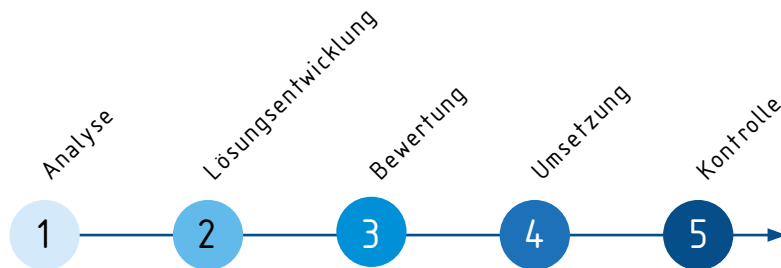 Analyse
Lösungsentwicklung
Bewertung
Umsetzung
Kontrolle
1
2
3
4
5